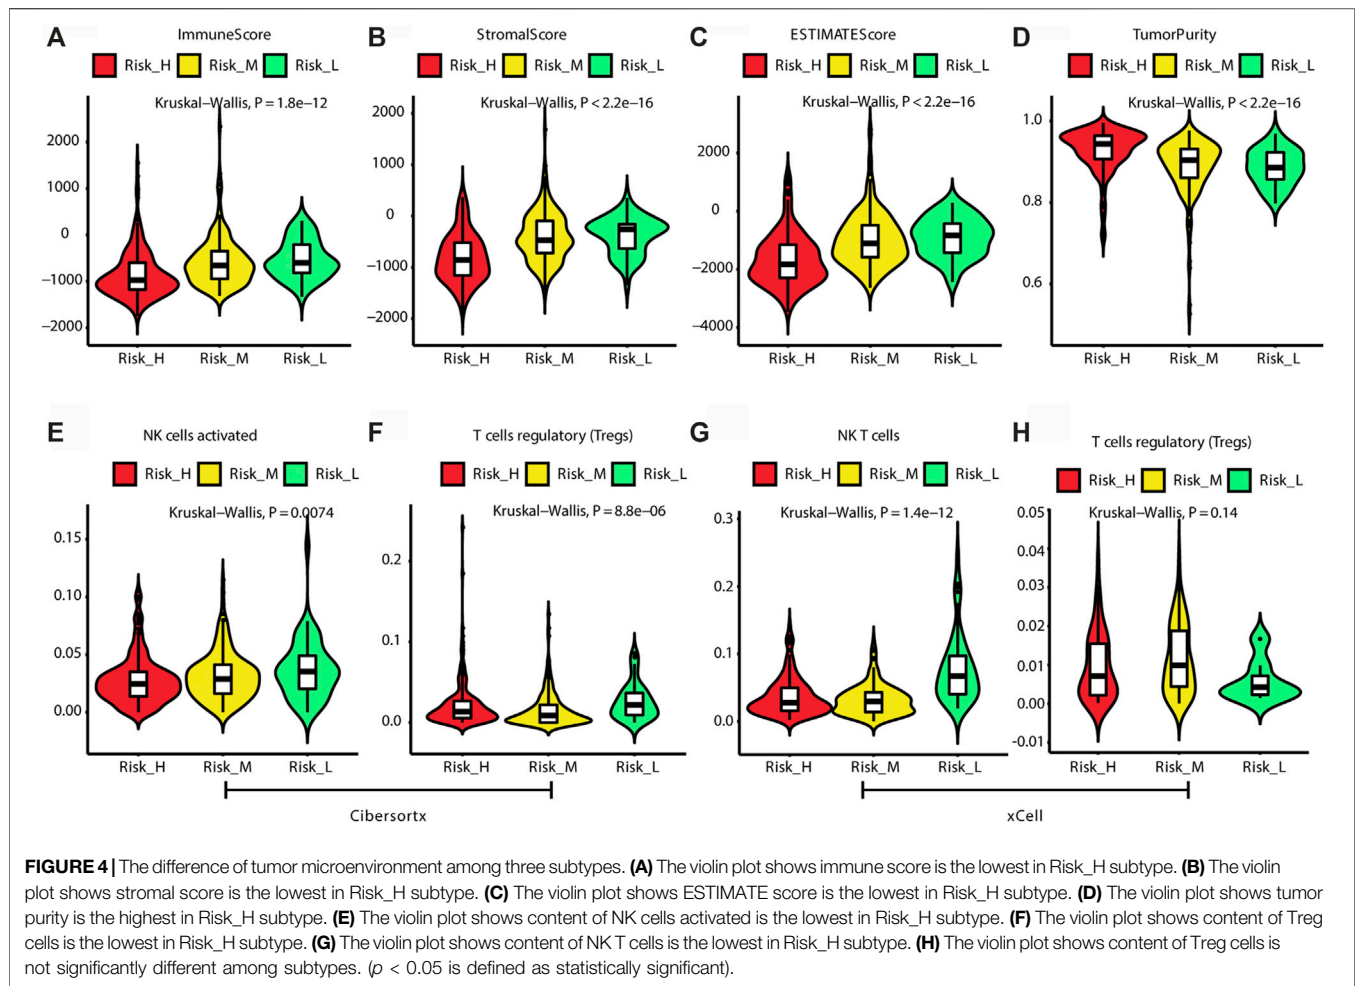 A ImmuneScore
Risk_H Risk_M Risk_L
Kruskal–Wallis, P = 1.8e−12
2000
1000
0
−1000
−2000
Risk_H Risk_M Risk_L
B StromalScore
Risk_H Risk_M Risk_L
Kruskal–Wallis, P < 2.2e−16
2000
1000
0
−1000
−2000
Risk_H Risk_M Risk_L
C ESTIMATEScore
Risk_H Risk_M Risk_L
Kruskal–Wallis, P < 2.2e−16
2000
0
−2000
−4000
Risk_H Risk_M Risk_L
D TumorPurity
Risk_H Risk_M Risk_L
Kruskal–Wallis, P < 2.2e−16
1.0
0.8
0.6
Risk_H Risk_M Risk_L
E NK cells activated
Risk_H Risk_M Risk_L
Kruskal–Wallis, P = 0.0074
0.15
0.10
0.05
0.00
Risk_H Risk_M Risk_L
F T cells regulatory (Tregs)
Risk_H Risk_M Risk_L
Kruskal–Wallis, P = 8.8e−06
0.2
0.1
0.0
Risk_H Risk_M Risk_L
Cibersortx
G NK T cells
Risk_H Risk_M Risk_L
Kruskal–Wallis, P = 1.4e−12
0.3
0.2
0.1
0.0
Risk_H Risk_M Risk_L
H T cells regulatory (Tregs)
Risk_H Risk_M Risk_L
Kruskal–Wallis, P = 0.14
0.05
0.04
0.03
0.02
0.01
0.00
-0.01
Risk_H Risk_M Risk_L
xCell
FIGURE 4 | The difference of tumor microenvironment among three subtypes. (A) The violin plot shows immune score is the lowest in Risk_H subtype. (B) The violin
plot shows stromal score is the lowest in Risk_H subtype. (C) The violin plot shows ESTIMATE score is the lowest in Risk_H subtype. (D) The violin plot shows tumor
purity is the highest in Risk_H subtype. (E) The violin plot shows content of NK cells activated is the lowest in Risk_H subtype. (F) The violin plot shows content of Treg
cells is the lowest in Risk_H subtype. (G) The violin plot shows content of NK T cells is the lowest in Risk_H subtype. (H) The violin plot shows content of Treg cells is
not significantly different among subtypes. (p < 0.05 is defined as statistically significant).